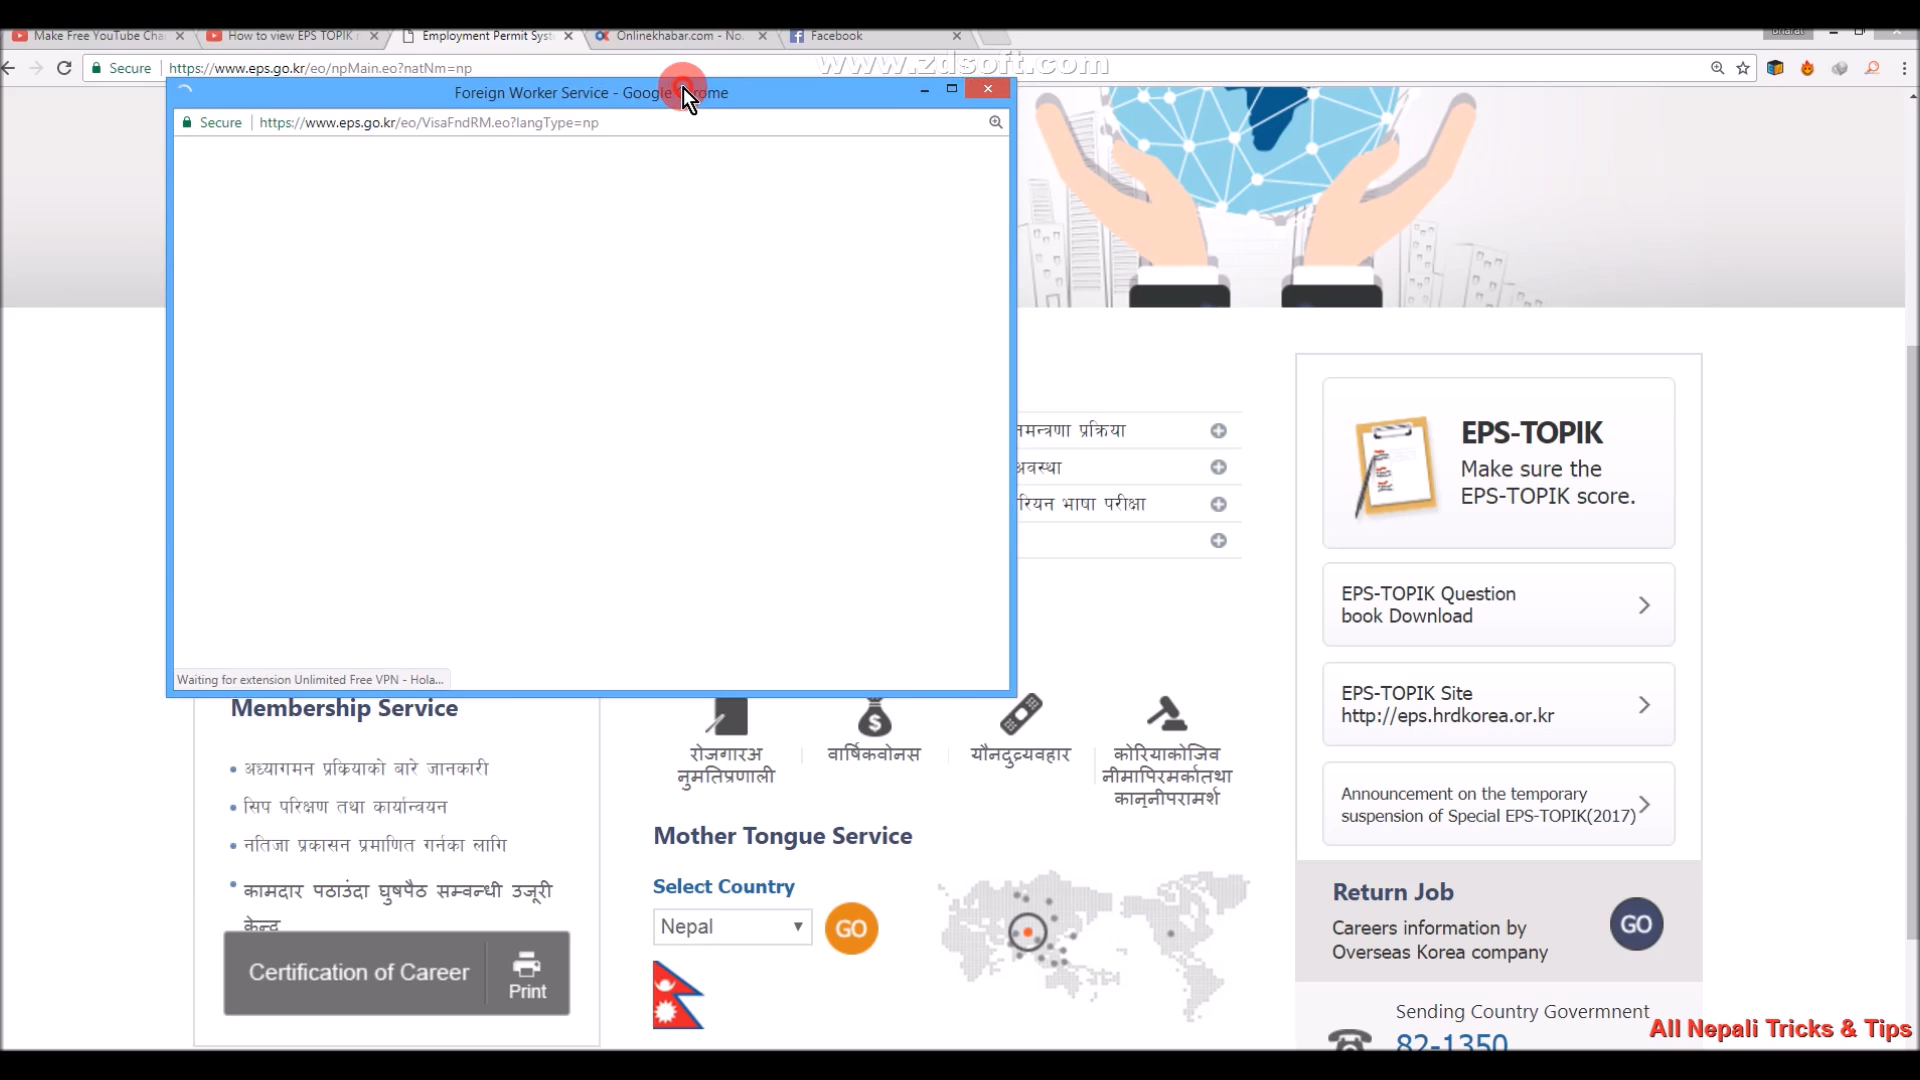 Make Free YouTube Cha
How to view EPS TOPIK
Employment Permit Syst
Onlinekhabar.com - No.
Facebook
Secure
https://www.eps.go.kr/eo/npMain.eo?natNm=np
www.zdsoft.com
Foreign Worker Service - Google
Secure
https://www.eps.go.kr/eo/VisaFndRM.eo?langType=np
Waiting for extension Unlimited Free VPN - Hola...
प्रक्रिया
अवस्था
रियन भाषा परीक्षा
EPS-TOPIK
Make sure the
EPS-TOPIK score.
EPS-TOPIK Question
book Download
EPS-TOPIK Site
http://eps.hrdkorea.or.kr
Announcement on the temporary
suspension of Special EPS-TOPIK(2017)
Membership Service
अध्यागमन प्रक्रियाको बारे जानकारी
सिप परिक्षण तथा कार्यान्वयन
नतिजा प्रकासन प्रमाणित गर्नका लागि
कामदार पठाउंदा घुषपैठ सम्वन्धी उजूरी
केन्द्र
Certification of Career
Print
रोजगारअ
नुमतिप्रणाली
वार्षिकवोनस
यौनदुव्र्यवहार
कोरियाकोजिव
नीमापिरमर्कातथा
कानूनीपरामर्श
Mother Tongue Service
Select Country
Nepal
GO
Return Job
Careers information by
Overseas Korea company
GO
Sending Country Government
82-1350
All Nepali Tricks & Tips